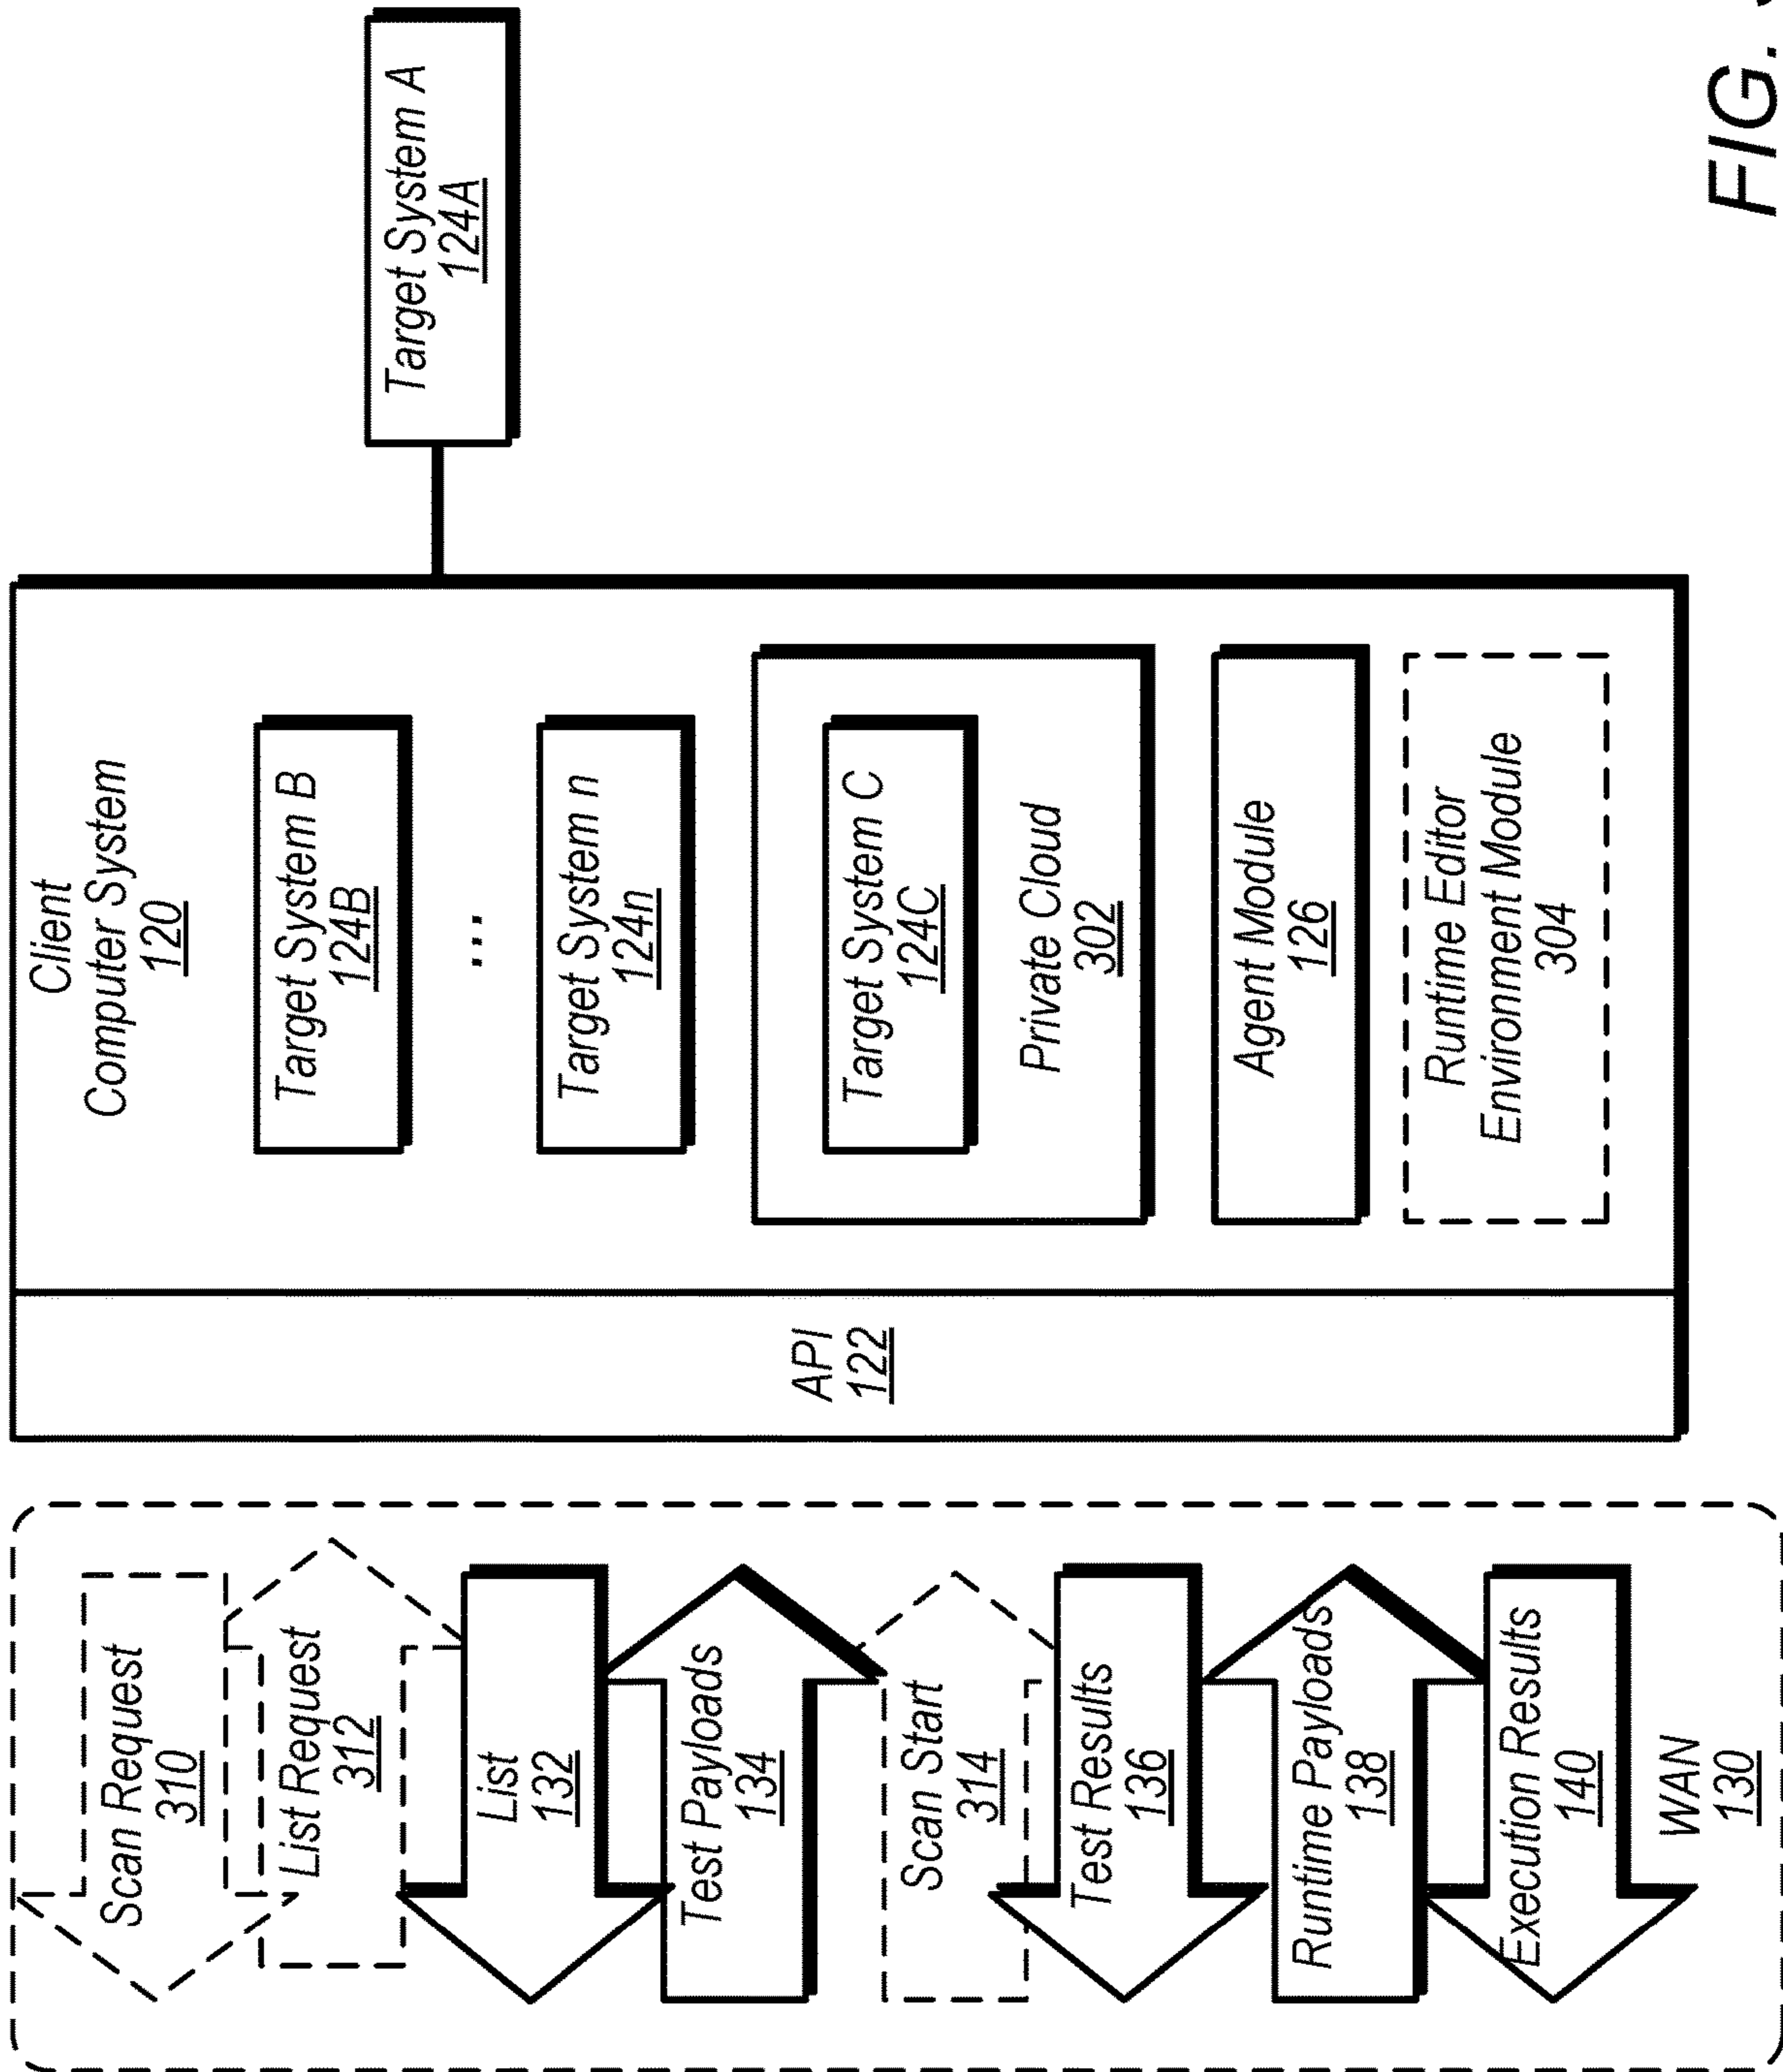 Scan Request
310
List Request
312
List
132
Test Payloads
134
Scan Start
314
Test Results
136
Runtime Payloads
138
Execution Results
140
WAN
130
API
122
Client
Computer System
120
Target System B
124B
...
Target System n
124n
Target System C
124C
Private Cloud
302
Agent Module
126
Runtime Editor
Environment Module
304
Target System A
124A
FIG.